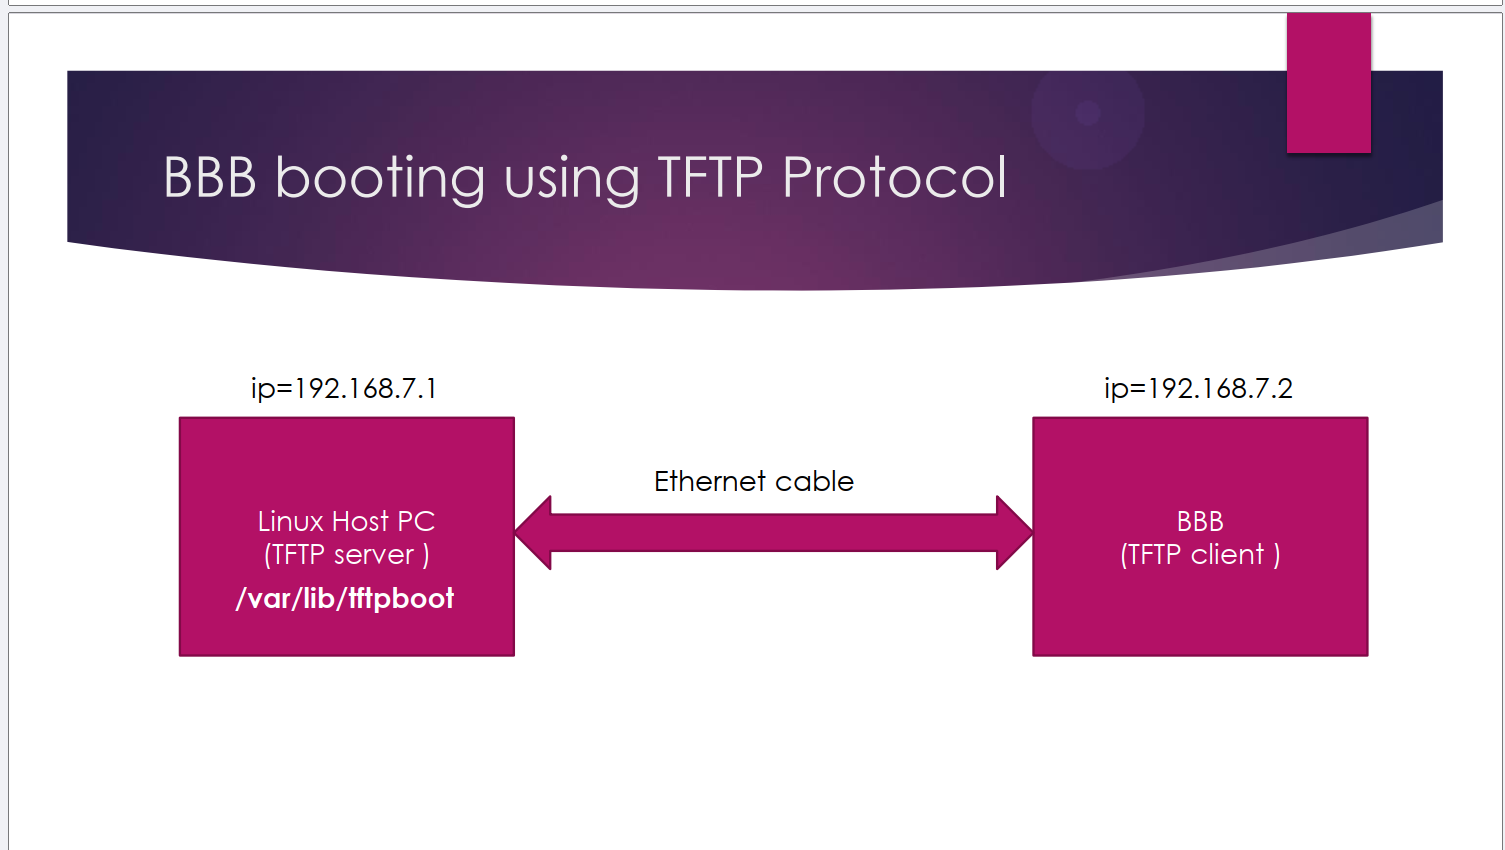 BBB booting using TFTP Protocol
ip=192.168.7.1
ip=192.168.7.2
Ethernet cable
Linux Host PC
(TFTP server )
/var/lib/tftpboot
BBB
(TFTP client )